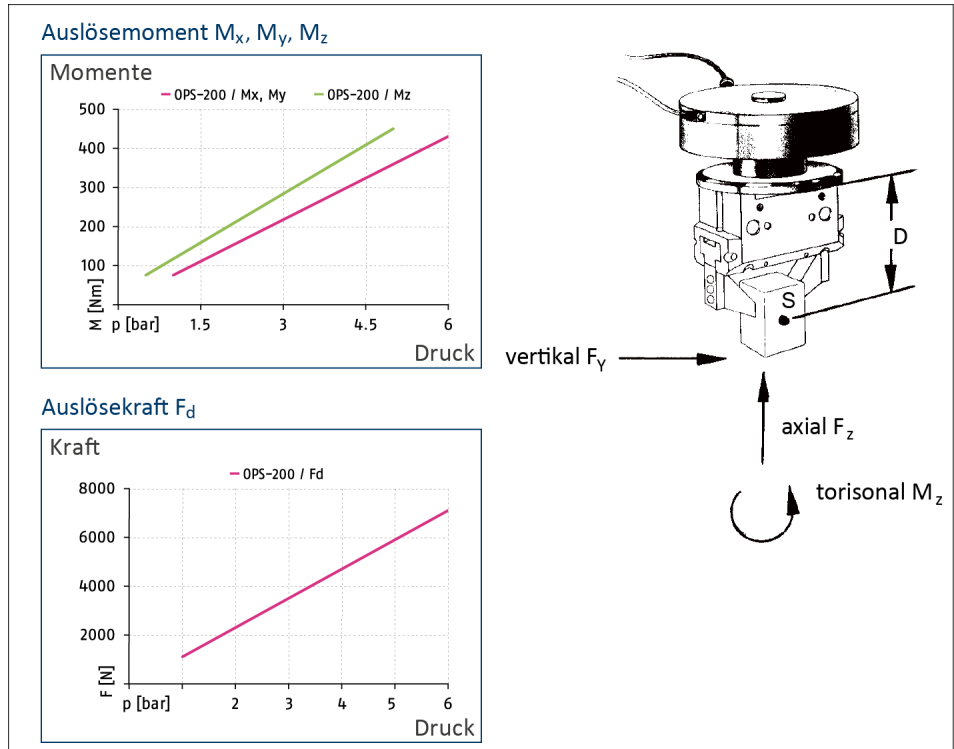 Auslösemoment Mx, My, Mz
Momente
OPS-200 / Mx, My OPS-200 / Mz
500
400
300
200
100
M [Nm]
p [bar] 1.5 3 4.5 6
Druck
Auslösekraft Fd
Kraft
OPS-200 / Fd
8000
6000
4000
2000
F [N]
p [bar] 2 3 4 5 6
Druck
D
S
vertikal FY
axial Fz
torisonal Mz